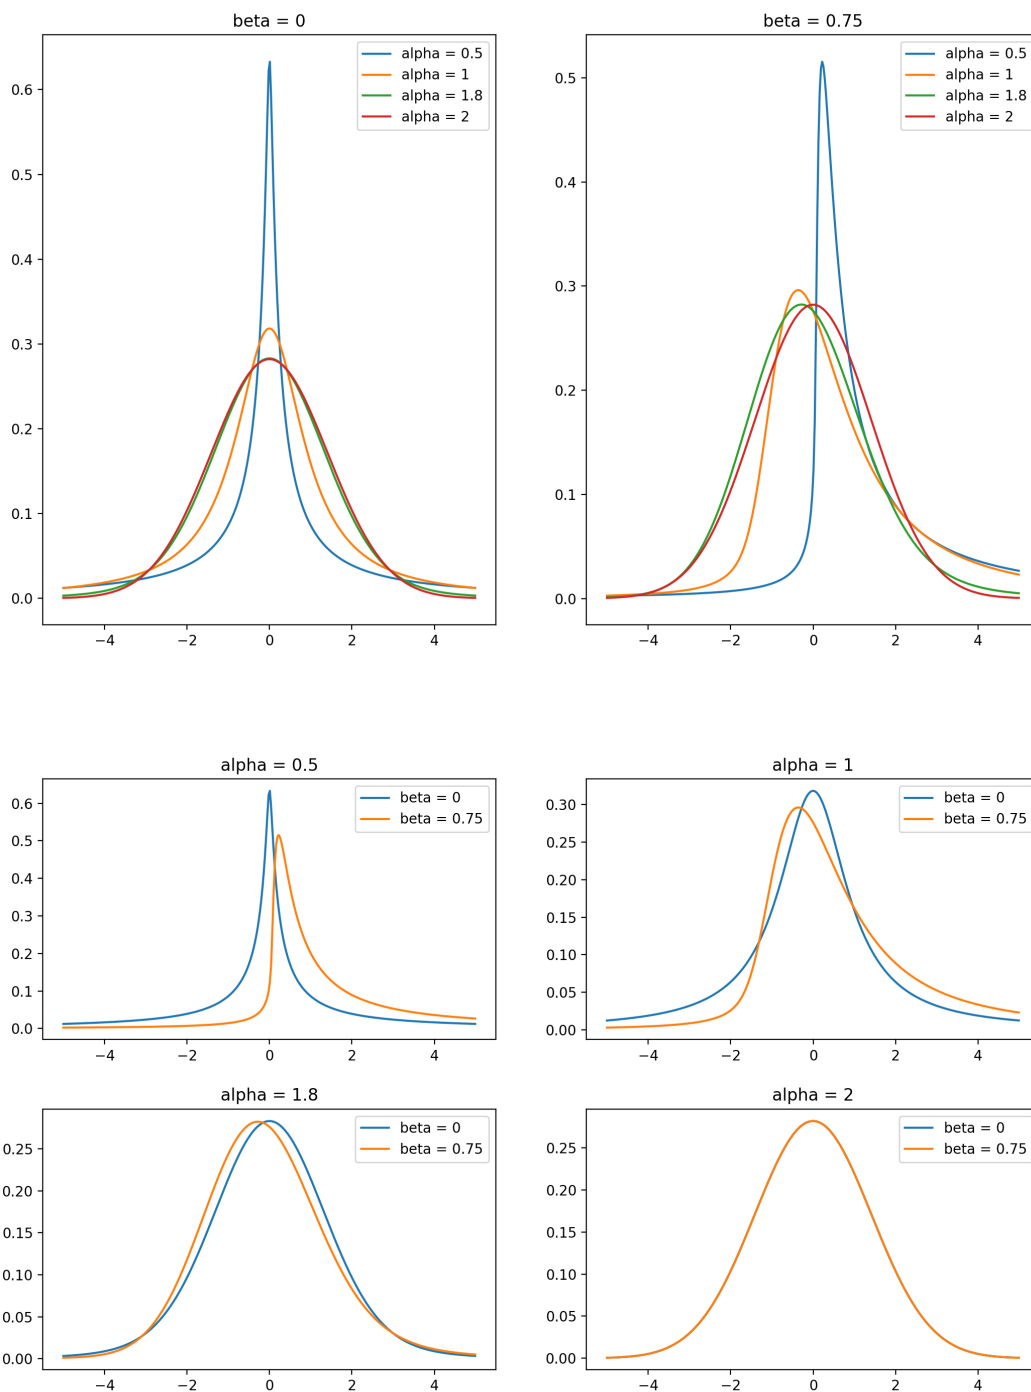 beta = 0
alpha = 0.5
alpha = 1
alpha = 1.8
alpha = 2
0.6
0.5
0.4
0.3
0.2
0.1
0.0
−4 −2 0 2 4
beta = 0.75
alpha = 0.5
alpha = 1
alpha = 1.8
alpha = 2
0.5
0.4
0.3
0.2
0.1
0.0
−4 −2 0 2 4
alpha = 0.5
beta = 0
beta = 0.75
0.6
0.5
0.4
0.3
0.2
0.1
0.0
−4 −2 0 2 4
alpha = 1
beta = 0
beta = 0.75
0.30
0.25
0.20
0.15
0.10
0.05
0.00
−4 −2 0 2 4
alpha = 1.8
beta = 0
beta = 0.75
0.25
0.20
0.15
0.10
0.05
0.00
−4 −2 0 2 4
alpha = 2
beta = 0
beta = 0.75
0.25
0.20
0.15
0.10
0.05
0.00
−4 −2 0 2 4